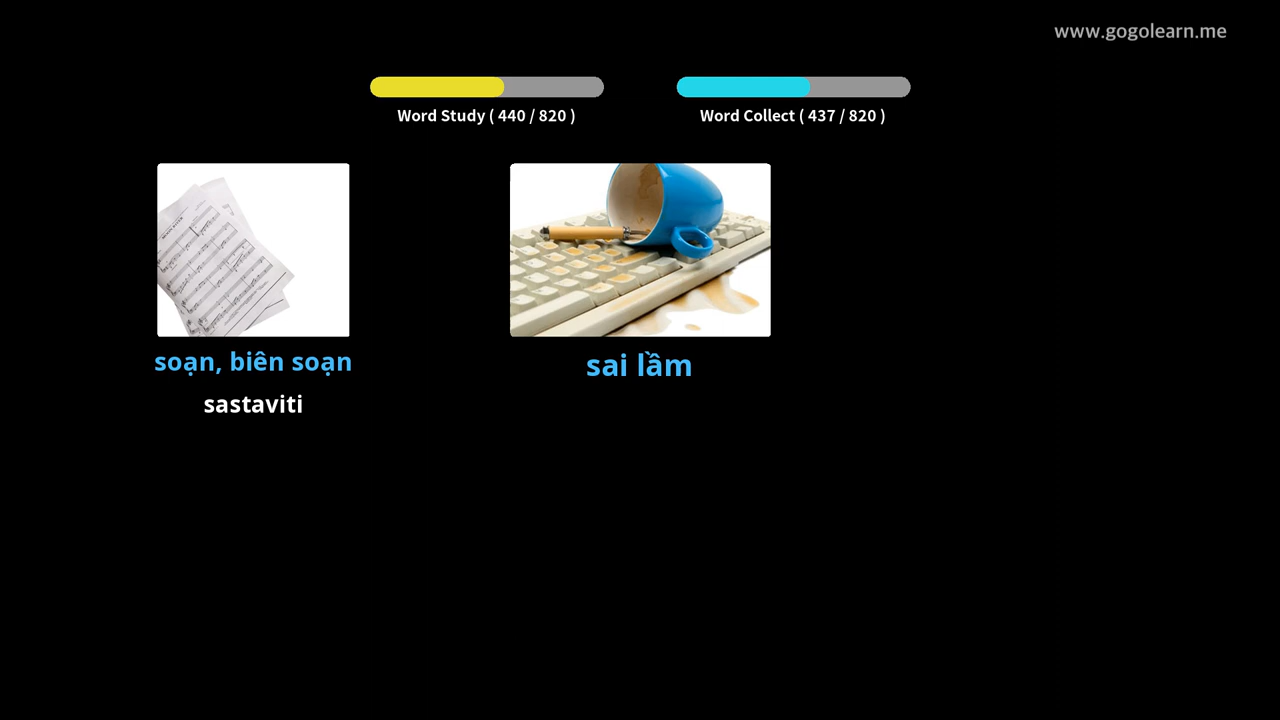 www.gogolearn.me
Word Study ( 440 / 820 )
Word Collect ( 437 / 820 )
soạn, biên soạn
sastaviti
sai lầm